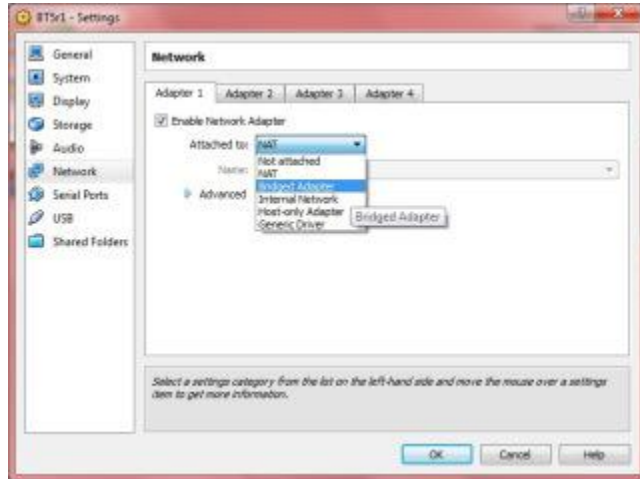 BT5r1 - Settings
General
System
Display
Storage
Audio
Network
Serial Ports
USB
Shared Folders
Network
Adapter 1 Adapter 2 Adapter 3 Adapter 4
Enable Network Adapter
Attached to: NAT
Not attached
NAT
Name:
Bridged Adapter
Advanced
Internal Network
Host-only Adapter
Bridged Adapter
Generic Driver
Select a settings category from the list on the left-hand side and move the mouse over a settings
item to get more information.
OK Cancel Help